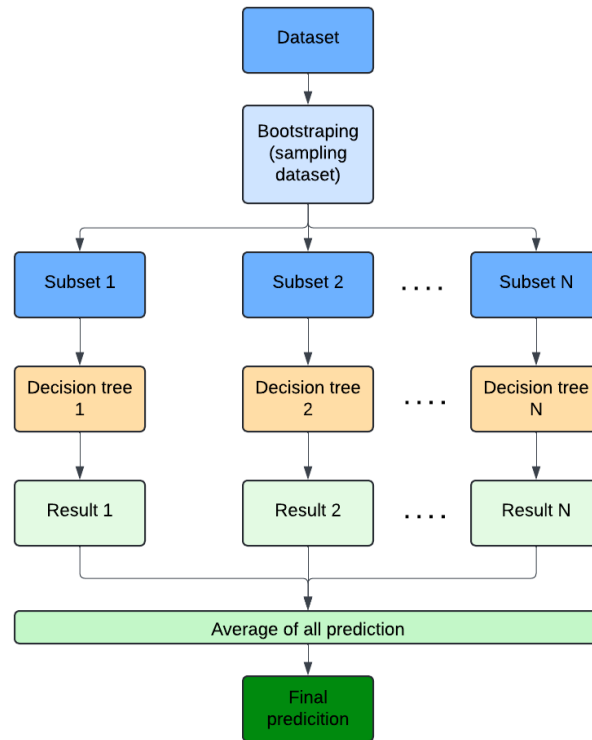 Dataset
Bootstraping
(sampling
dataset)
Subset 1
Subset 2
....
Subset N
Decision tree
1
Decision tree
2
....
Decision tree
N
Result 1
Result 2
....
Result N
Average of all prediction
Final
predicition